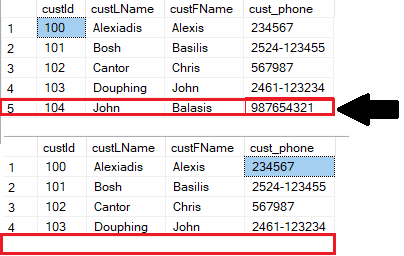 custId custLName custFName cust_phone
1 100 Alexiadis Alexis 234567
2 101 Bosh Basilis 2524-123455
3 102 Cantor Chris 567987
4 103 Douphing John 2461-123234
5 104 John Balasis 987654321
custId custLName custFName cust_phone
1 100 Alexiadis Alexis 234567
2 101 Bosh Basilis 2524-123455
3 102 Cantor Chris 567987
4 103 Douphing John 2461-123234